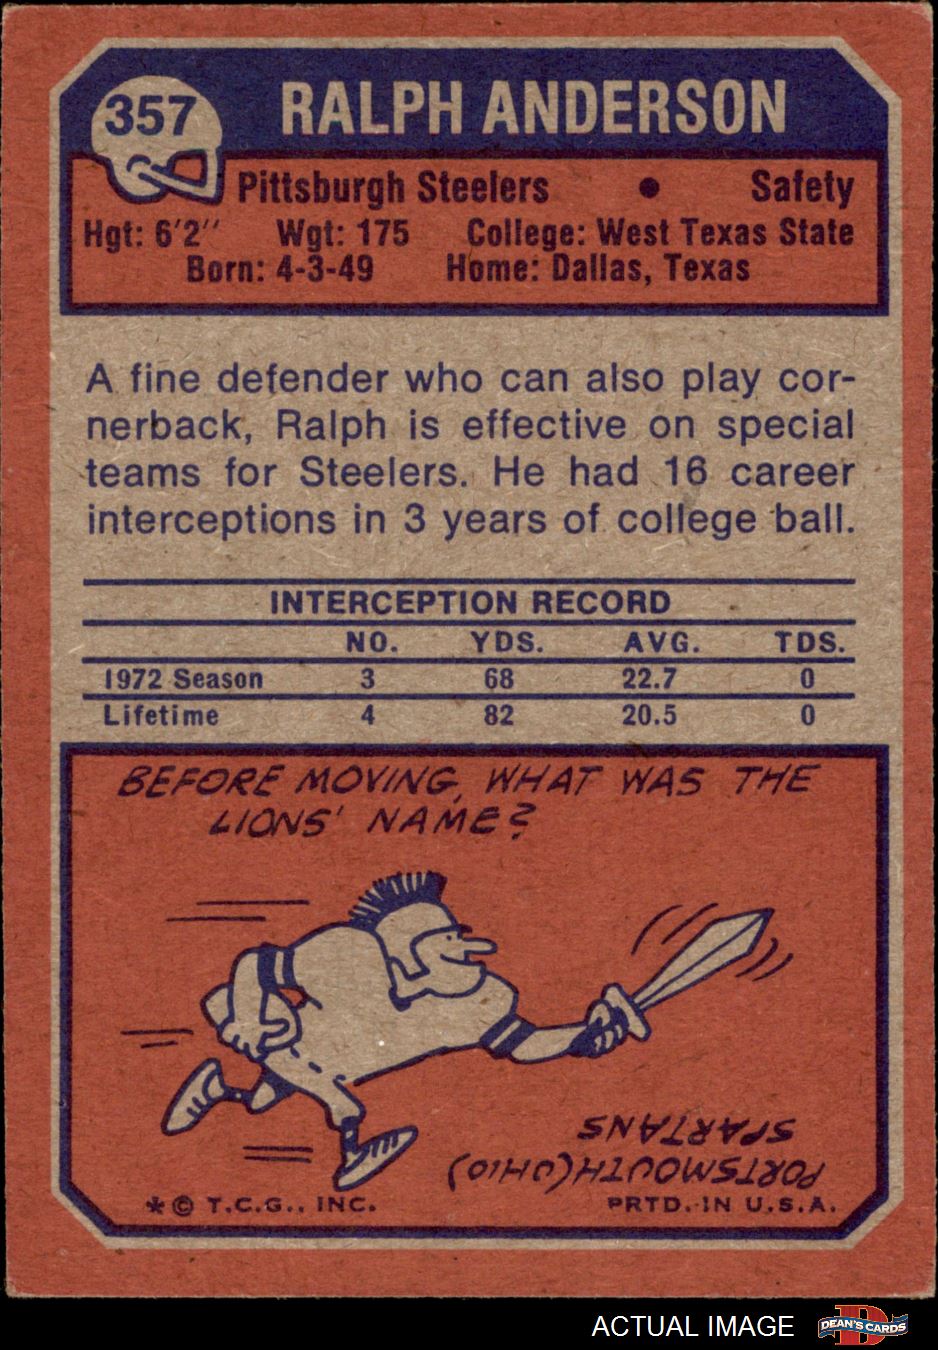 357
RALPH ANDERSON
Pittsburgh Steelers • Safety
Hgt: 6'2" Wgt: 175 College: West Texas State
Born: 4-3-49 Home: Dallas, Texas
A fine defender who can also play cor-
nerback, Ralph is effective on special
teams for Steelers. He had 16 career
interceptions in 3 years of college ball.
INTERCEPTION RECORD
NO. YDS. AVG. TDS.
1972 Season 3 68 22.7 0
Lifetime 4 82 20.5 0
BEFORE MOVING, WHAT WAS THE
LIONS' NAME?
PORTSMOUTH (OHIO)
SPARTANS
*© T.C.G., INC. PRTD. IN U.S.A.
ACTUAL IMAGE
DEAN'S CARDS